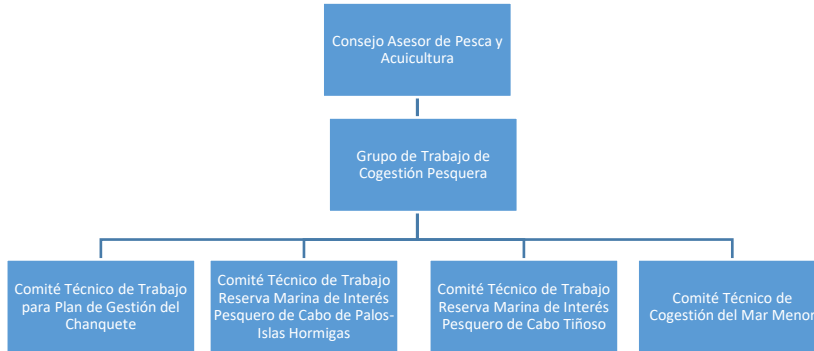 Consejo Asesor de Pesca y
Acuicultura
Grupo de Trabajo de
Cogestión Pesquera
Comité Técnico de Trabajo
para Plan de Gestión del
Chanquete
Comité Técnico de Trabajo
Reserva Marina de Interés
Pesquero de Cabo de Palos-
Islas Hormigas
Comité Técnico de Trabajo
Reserva Marina de Interés
Pesquero de Cabo Tiñoso
Comité Técnico de
Cogestión del Mar Menor